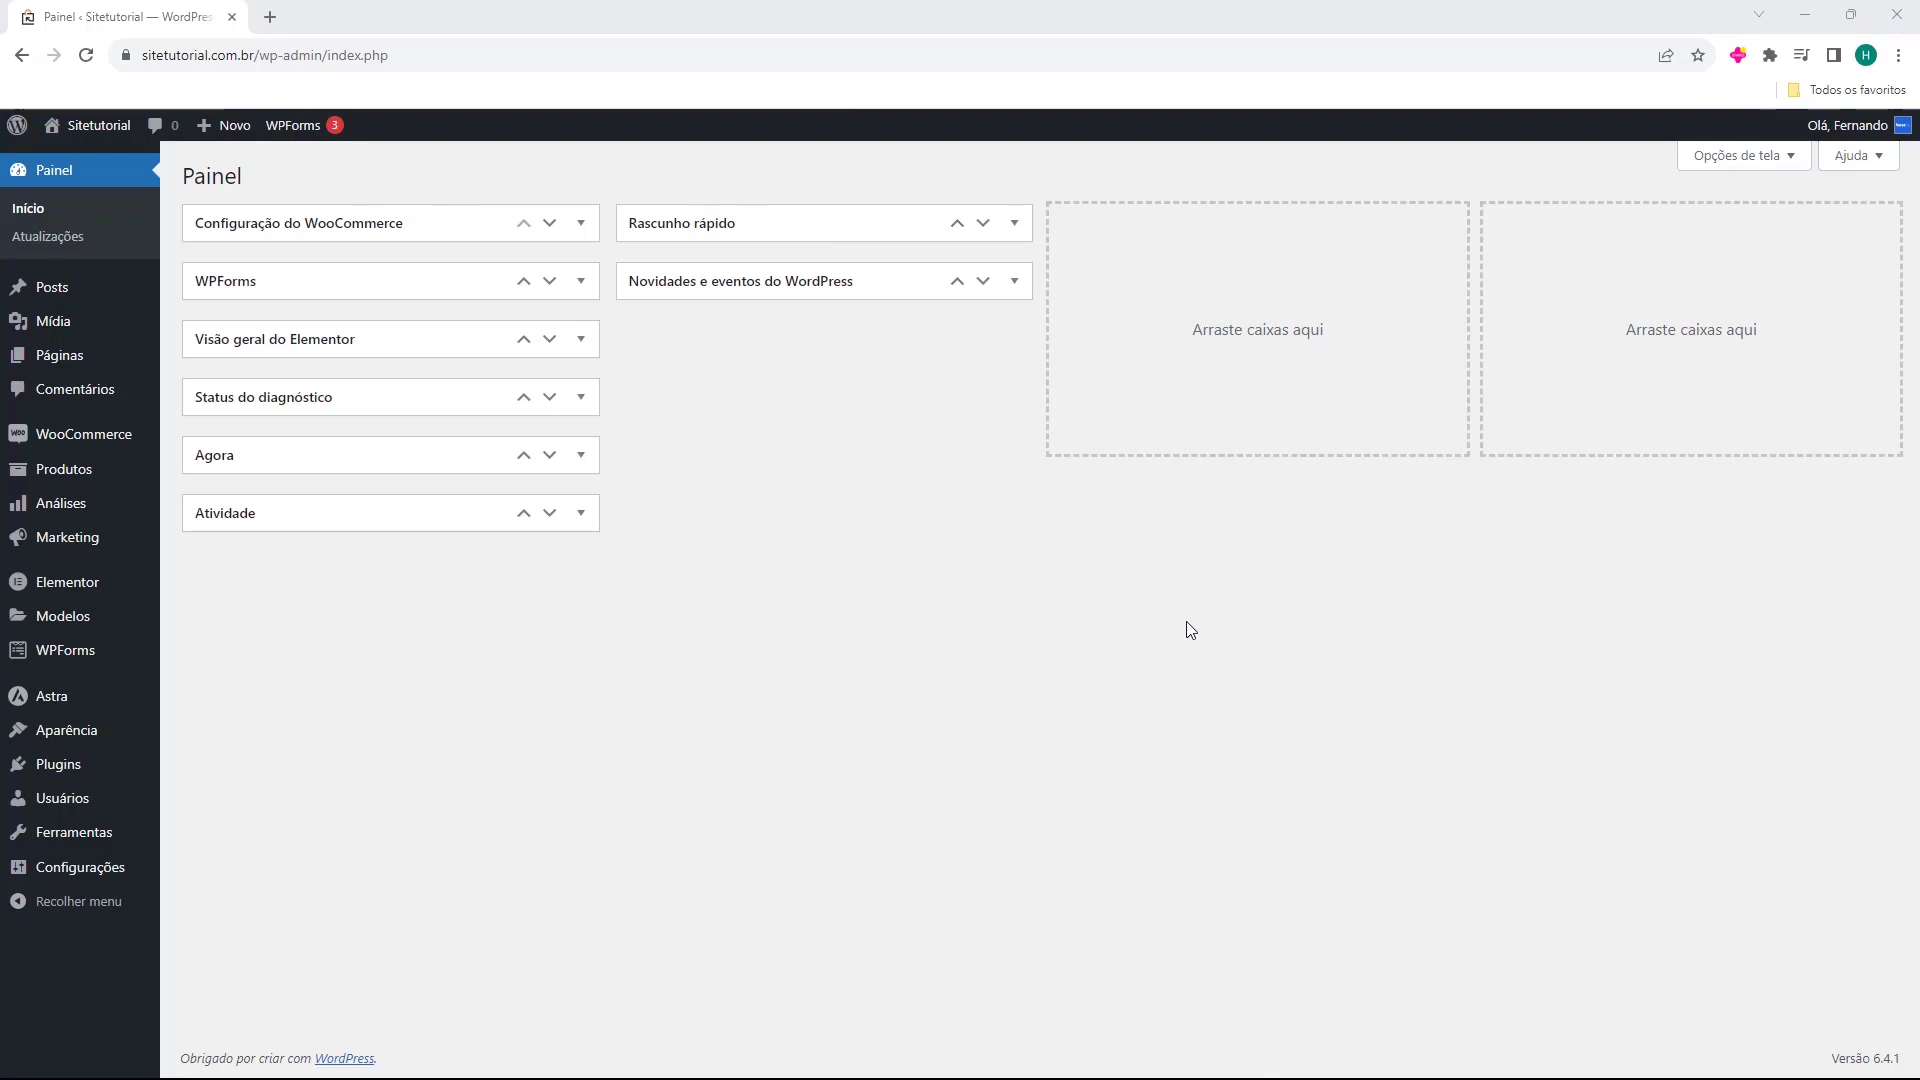 Painel ‹ Sitetutorial — WordPres
sitetutorial.com.br/wp-admin/index.php
H
Todos os favoritos
Sitetutorial
0
Novo
WPForms 3
Olá, Fernando
Painel
Início
Atualizações
Posts
Mídia
Páginas
Comentários
WooCommerce
Produtos
Análises
Marketing
Elementor
Modelos
WPForms
Astra
Aparência
Plugins
Usuários
Ferramentas
Configurações
Recolher menu
Opções de tela
Ajuda
Painel
Configuração do WooCommerce
WPForms
Visão geral do Elementor
Status do diagnóstico
Agora
Atividade
Rascunho rápido
Novidades e eventos do WordPress
Arraste caixas aqui
Arraste caixas aqui
Obrigado por criar com WordPress.
Versão 6.4.1